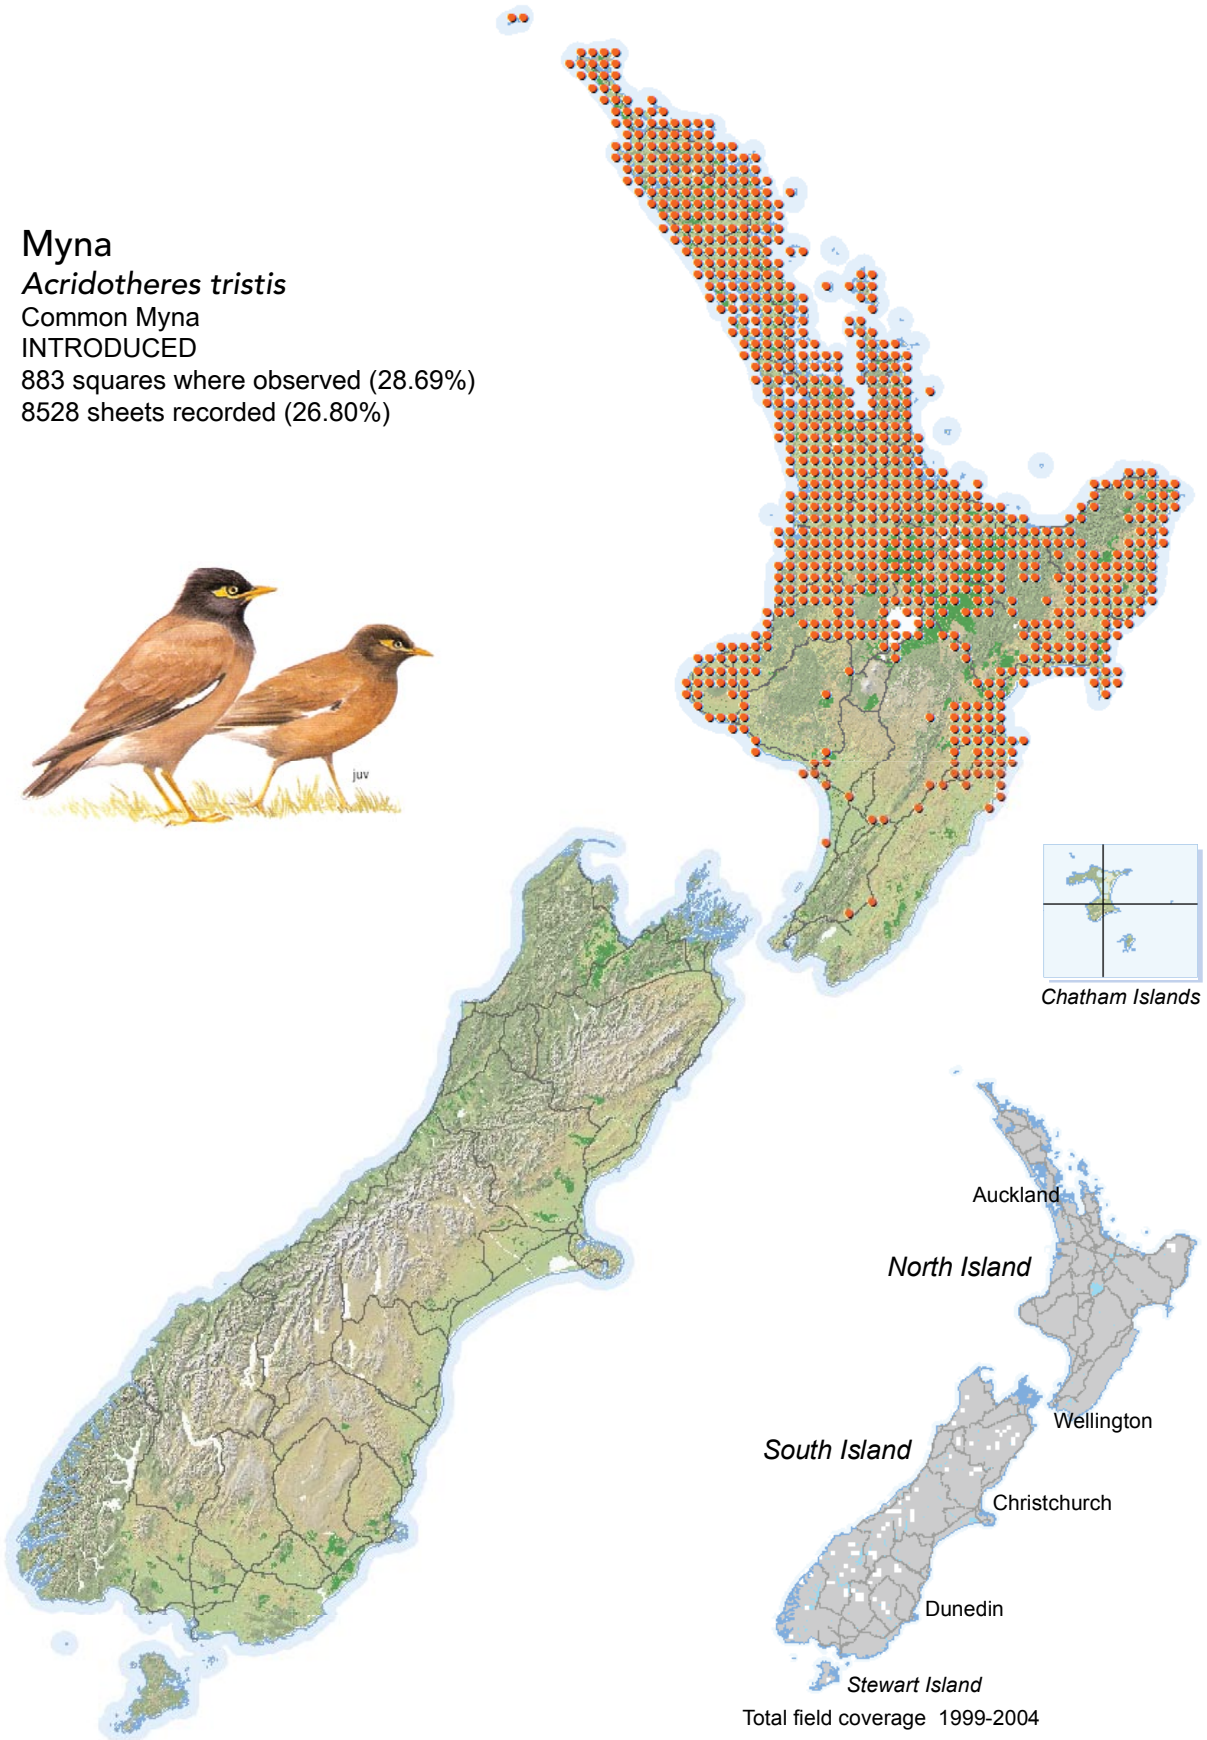 Myna
Acridotheres tristis
Common Myna
INTRODUCED
883 squares where observed (28.69%)
8528 sheets recorded (26.80%)
juv
Chatham Islands
Auckland
North Island
Wellington
South Island
Christchurch
Dunedin
Stewart Island
Total field coverage 1999-2004